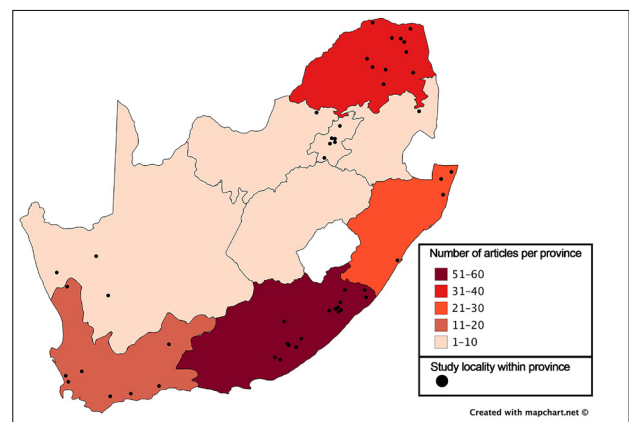 Number of articles per province
51–60
31–40
21–30
11–20
1–10
Study locality within province
Created with mapchart.net ©